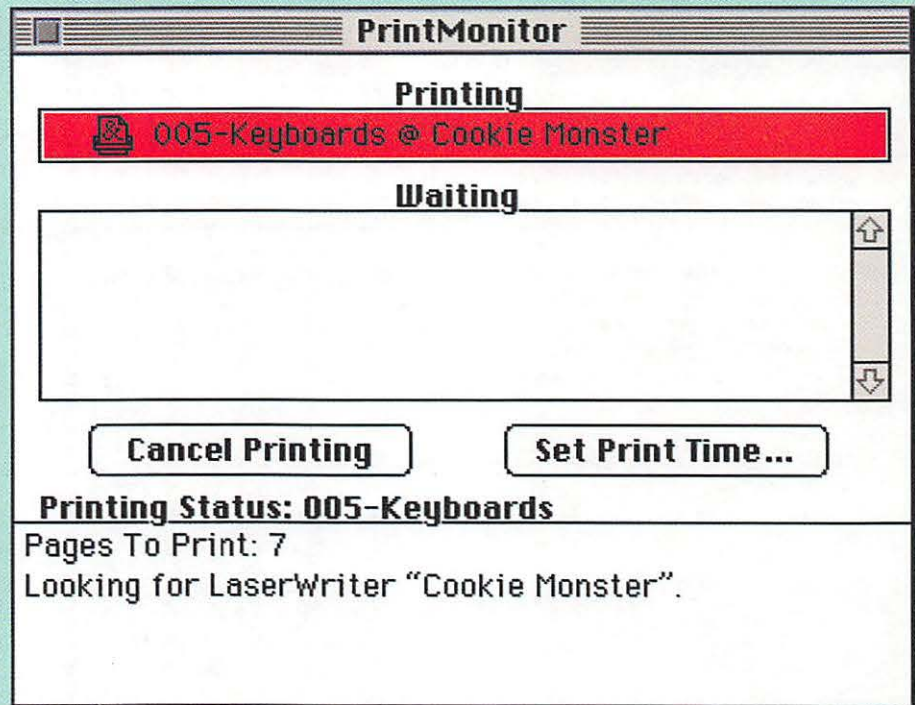 PrintMonitor
Printing
005-Keyboards @ Cookie Monster
Waiting
Cancel Printing
Set Print Time...
Printing Status: 005-Keyboards
Pages To Print: 7
Looking for LaserWriter “Cookie Monster”.